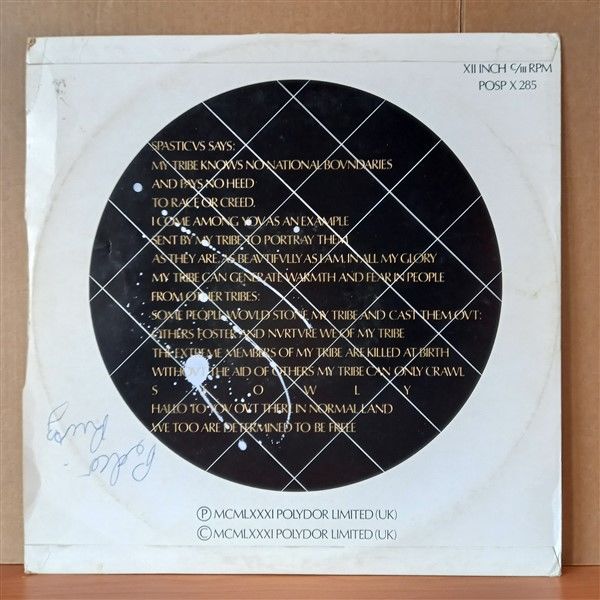 XII INCH C/III RPM
POSP X 285
SPASTICVS SAYS:
MY TRIBE KNOWS NO NATIONAL BOVNDARIES
AND PAYS NO HEED
TO RACE OR CREED.
I COME AMONG YOV AS AN EXAMPLE
SENT BY MY TRIBE TO PORTRAY THEM
AS THEY ARE, AS BEAVTIFVLLY AS I AM, IN ALL MY GLORY
MY TRIBE CAN GENERATE WARMTH AND FEAR IN PEOPLE
FROM OTHER TRIBES:
SOME PEOPLE WOVLD STONE MY TRIBE AND CAST THEM OVT:
OTHERS FOSTER AND NVRTVRE WE OF MY TRIBE
THE EXTREME MEMBERS OF MY TRIBE ARE KILLED AT BIRTH
WITHOVT THE AID OF OTHERS MY TRIBE CAN ONLY CRAWL
S O W L Y
HALLO TO YOV OVT THERE IN NORMAL LAND
WE TOO ARE DETERMINED TO BE FREE
Ⓟ MCMLXXXI POLYDOR LIMITED (UK)
© MCMLXXXI POLYDOR LIMITED (UK)